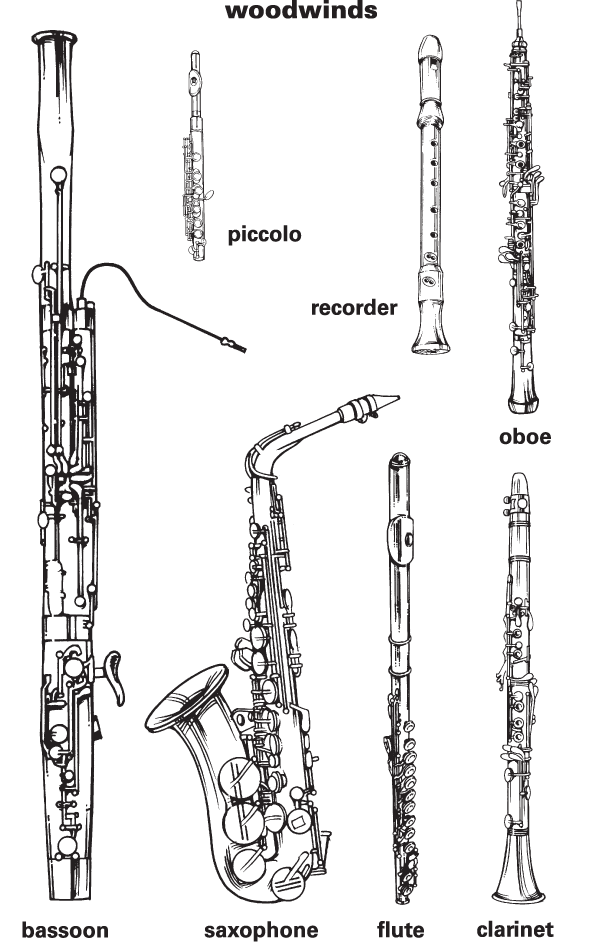 woodwinds
piccolo
recorder
oboe
bassoon
saxophone
flute
clarinet